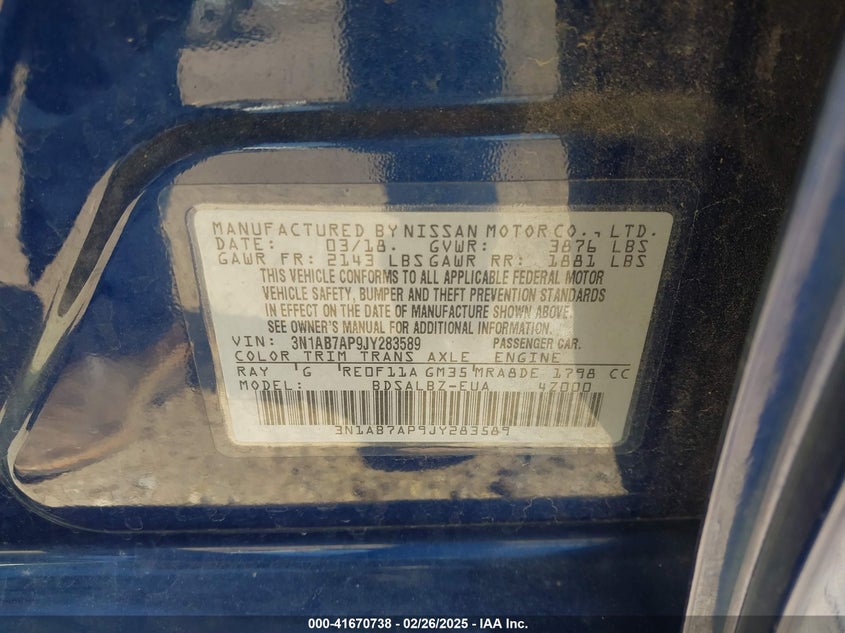 MANUFACTURED BY NISSAN MOTOR CO., LTD.
DATE: 03/18. GVWR: 3876 LBS
GAWR FR: 2143 LBS GAWR RR: 1881 LBS
THIS VEHICLE CONFORMS TO ALL APPLICABLE FEDERAL MOTOR
VEHICLE SAFETY, BUMPER AND THEFT PREVENTION STANDARDS
IN EFFECT ON THE DATE OF MANUFACTURE SHOWN ABOVE.
SEE OWNER'S MANUAL FOR ADDITIONAL INFORMATION.
VIN: 3N1AB7AP9JY283589 PASSENGER CAR.
COLOR TRIM TRANS AXLE ENGINE
RAY G RE0F11A GM35 MRA8DE 1798 CC
MODEL: BDSALBZ-EUA 4Z000
3N1AB7AP9JY283589
000-41670738 - 02/26/2025 - IAA Inc.